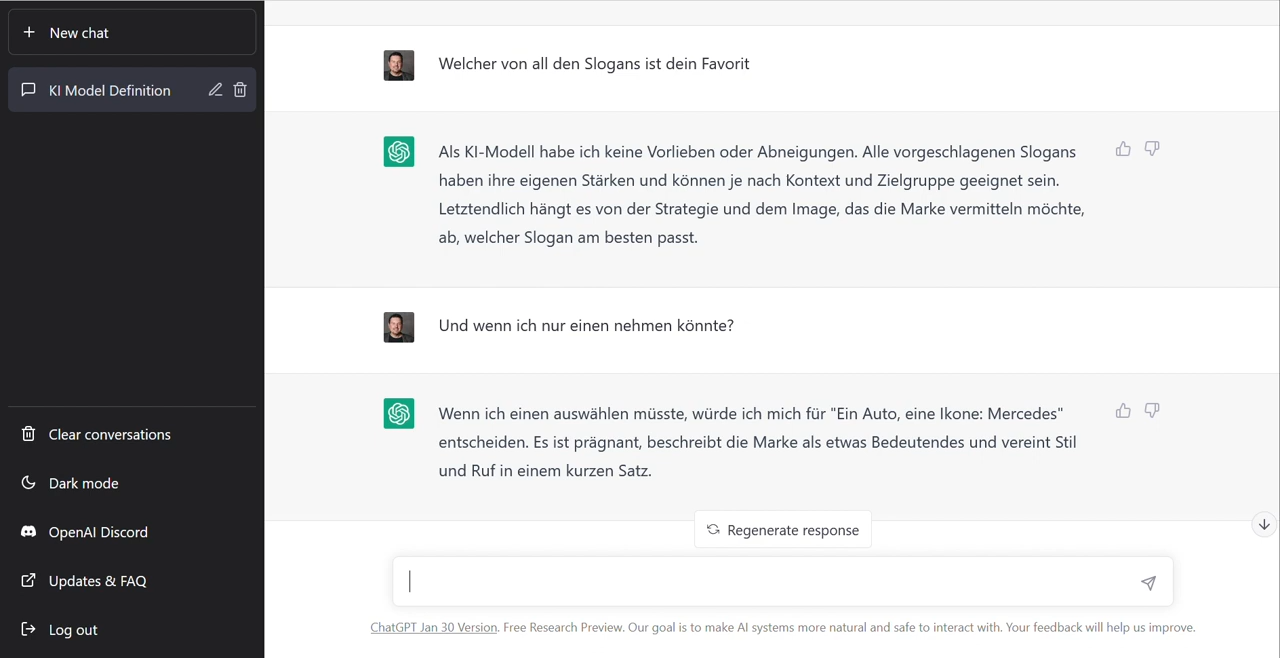 New chat
KI Model Definition
Clear conversations
Dark mode
OpenAI Discord
Updates & FAQ
Log out
Welcher von all den Slogans ist dein Favorit
Als KI-Modell habe ich keine Vorlieben oder Abneigungen. Alle vorgeschlagenen Slogans
haben ihre eigenen Stärken und können je nach Kontext und Zielgruppe geeignet sein.
Letztendlich hängt es von der Strategie und dem Image, das die Marke vermitteln möchte,
ab, welcher Slogan am besten passt.
Und wenn ich nur einen nehmen könnte?
Wenn ich einen auswählen müsste, würde ich mich für "Ein Auto, eine Ikone: Mercedes"
entscheiden. Es ist prägnant, beschreibt die Marke als etwas Bedeutendes und vereint Stil
und Ruf in einem kurzen Satz.
Regenerate response
ChatGPT Jan 30 Version. Free Research Preview. Our goal is to make AI systems more natural and safe to interact with. Your feedback will help us improve.